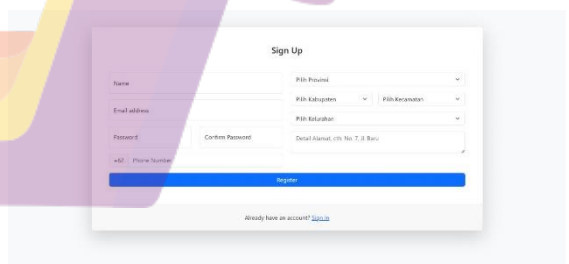 Sign Up
Name
Email address
Password
Confirm Password
+62 Phone Number
Pilih Provinsi
Pilih Kabupaten
Pilih Kecamatan
Pilih Kelurahan
Detail Alamat, cth: No. 7, Jl. Baru
Register
Already have an account? Sign In